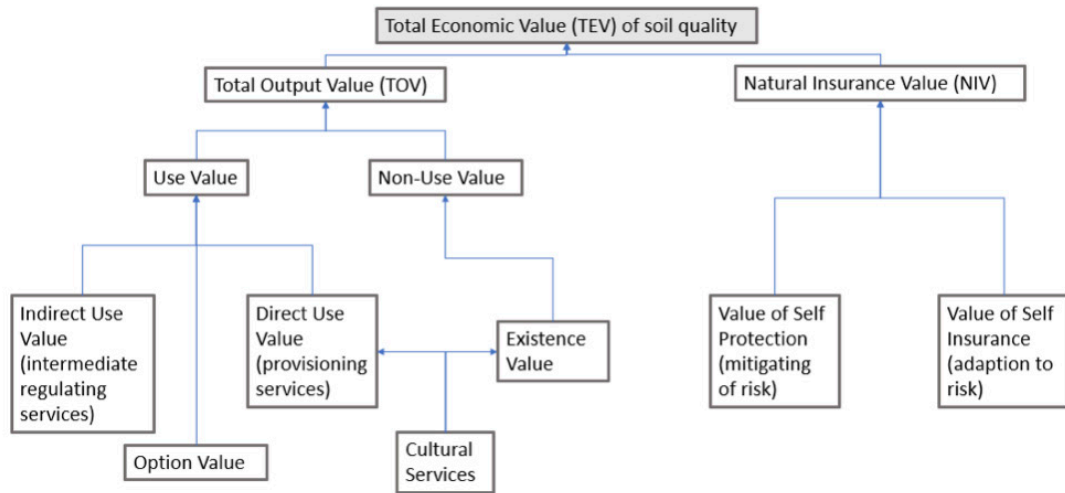 Total Economic Value (TEV) of soil quality
Total Output Value (TOV)
Natural Insurance Value (NIV)
Use Value
Non-Use Value
Indirect Use
Value
(intermediate
regulating
services)
Direct Use
Value
(provisioning
services)
Existence
Value
Value of Self
Protection
(mitigating
of risk)
Value of Self
Insurance
(adaption to
risk)
Option Value
Cultural
Services